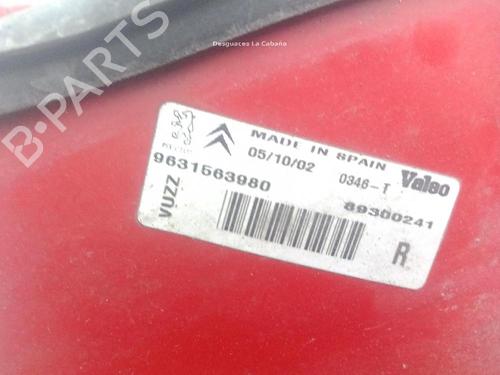 Desguaces La Cabaña
B-PARTS
MADE IN SPAIN
05/10/02 0346-T Valeo
9631563980
VUZZ
89300241
R